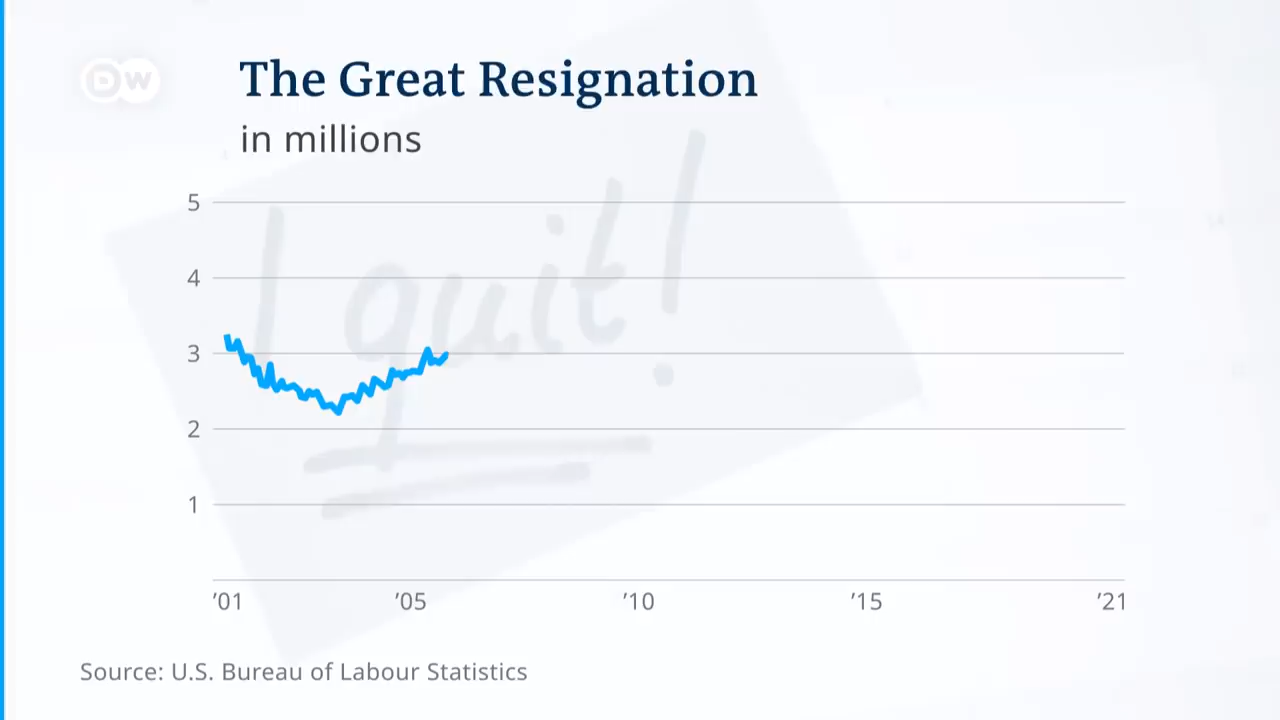 DW
The Great Resignation
in millions
I quit!
5
4
3
2
1
’01 ’05 ’10 ’15 ’21
Source: U.S. Bureau of Labour Statistics